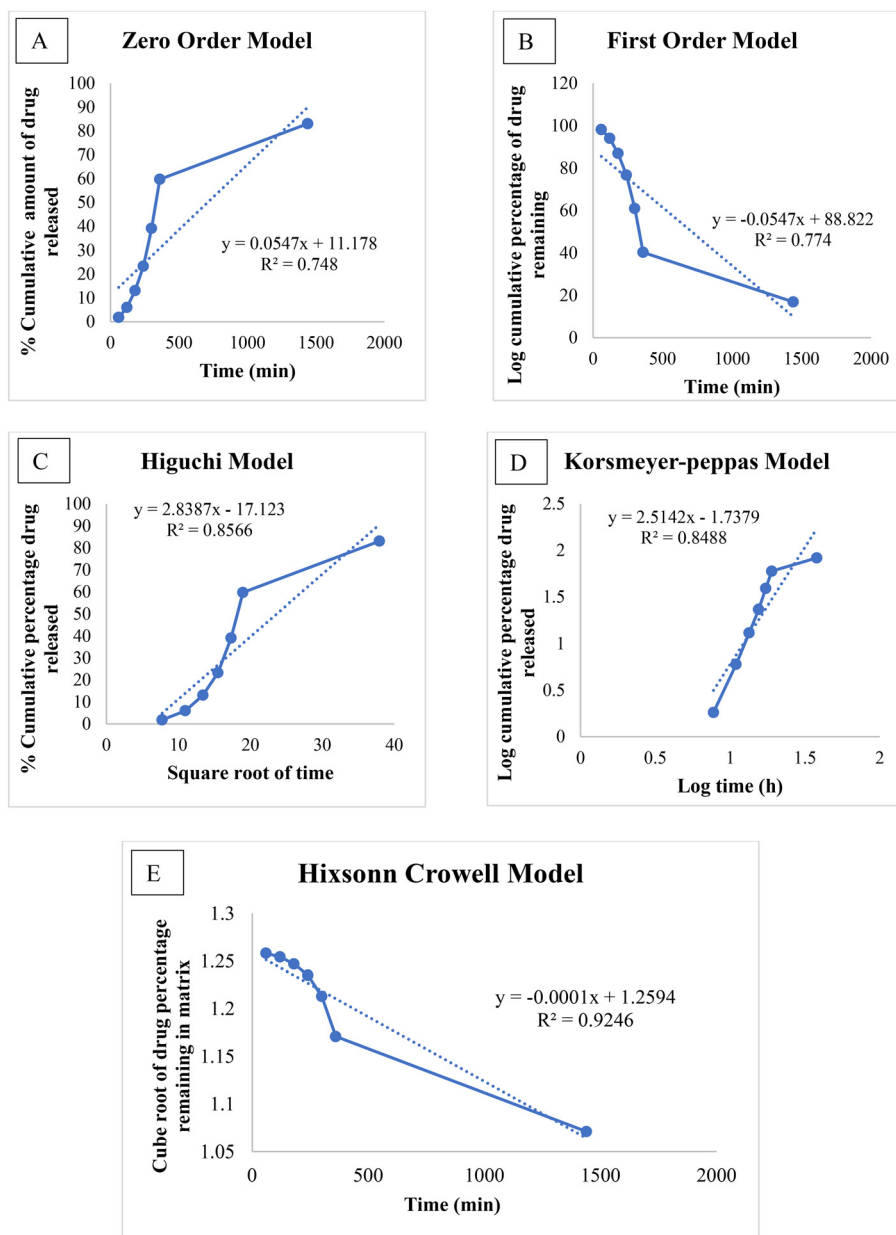 A
Zero Order Model
% Cumulative amount of drug
released
100
90
80
70
60
50
40
30
20
10
0
y = 0.0547x + 11.178
R² = 0.748
0
500
1000
1500
2000
Time (min)
B
First Order Model
Log cumulative percentage of drug
remaining
120
100
80
60
40
20
0
y = -0.0547x + 88.822
R² = 0.774
0
500
1000
1500
2000
Time (min)
C
Higuchi Model
% Cumulative percentage drug
released
100
90
80
70
60
50
40
30
20
10
0
y = 2.8387x - 17.123
R² = 0.8566
0
10
20
30
40
Square root of time
D
Korsmeyer-peppas Model
Log cumulative percentage drug
released
2.5
2
1.5
1
0.5
0
y = 2.5142x - 1.7379
R² = 0.8488
0
0.5
1
1.5
2
Log time (h)
E
Hixsonn Crowell Model
Cube root of drug percentage
remaining in matrix
1.3
1.25
1.2
1.15
1.1
1.05
y = -0.0001x + 1.2594
R² = 0.9246
0
500
1000
1500
2000
Time (min)